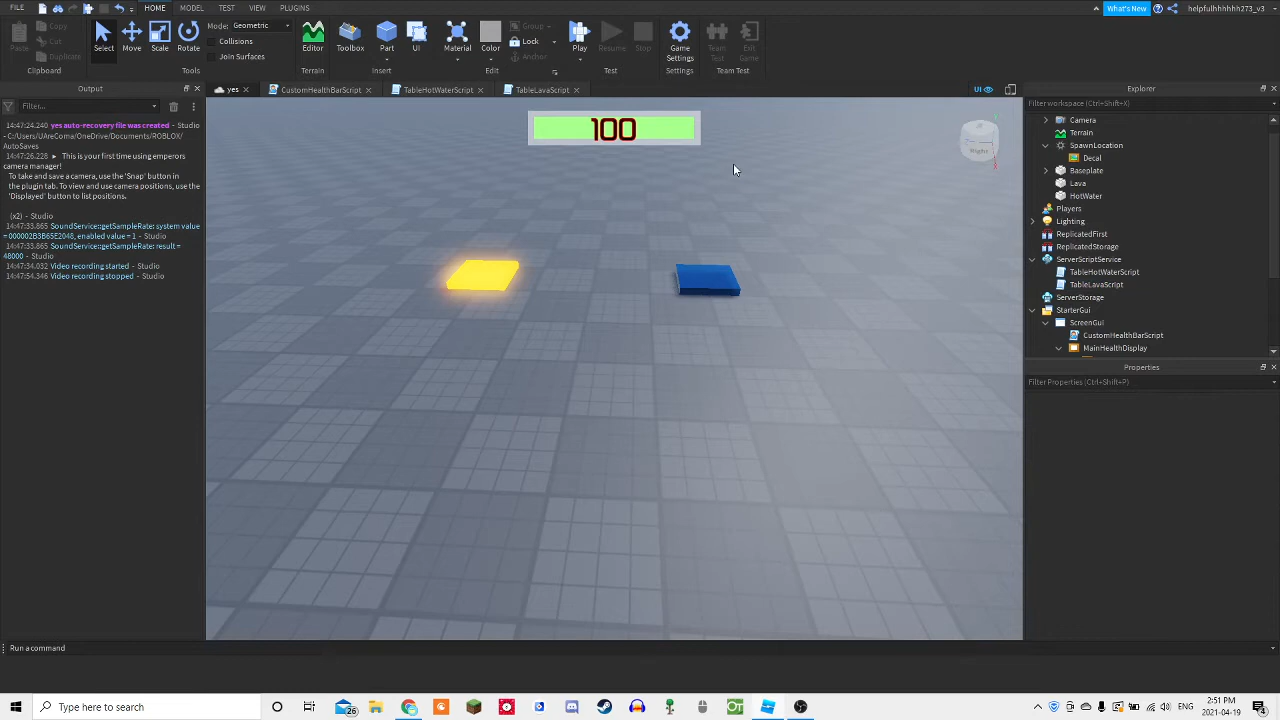 FILE
HOME MODEL TEST VIEW PLUGINS
What's New
helpfulhhhhhh273_v3
Paste
Copy
Cut
Duplicate
Clipboard
Select
Move
Scale
Rotate
Mode: Geometric
Collisions
Join Surfaces
Tools
Editor
Terrain
Toolbox
Part
UI
Insert
Material
Color
Group
Lock
Anchor
Edit
Play
Resume
Stop
Test
Game
Settings
Settings
Team
Test
Exit
Game
Team Test
Output
yes
CustomHealthBarScript
TableHotWaterScript
TableLavaScript
UI
Explorer
Filter...
14:47:24.240 yes auto-recovery file was created - Studio
- C:/Users/UAreComa/OneDrive/Documents/ROBLOX/
AutoSaves
14:47:26.228 ► This is your first time using emperors
camera manager!
To take and save a camera, use the 'Snap' button in
the plugin tab. To view and use camera positions, use the
'Displayed' button to list positions.
(x2) - Studio
14:47:33.865 SoundService::getSampleRate: system value
= 000002B3B65E2048, enabled value = 1 - Studio
14:47:33.865 SoundService::getSampleRate: result =
48000 - Studio
14:47:34.032 Video recording started - Studio
14:47:54.346 Video recording stopped - Studio
100
Filter workspace (Ctrl+Shift+X)
Camera
Terrain
SpawnLocation
Decal
Baseplate
Lava
HotWater
Players
Lighting
ReplicatedFirst
ReplicatedStorage
ServerScriptService
TableHotWaterScript
TableLavaScript
ServerStorage
StarterGui
ScreenGui
CustomHealthBarScript
MainHealthDisplay
Properties
Filter Properties (Ctrl+Shift+P)
Run a command
Type here to search
26
ENG
2:51 PM
2021-04-19